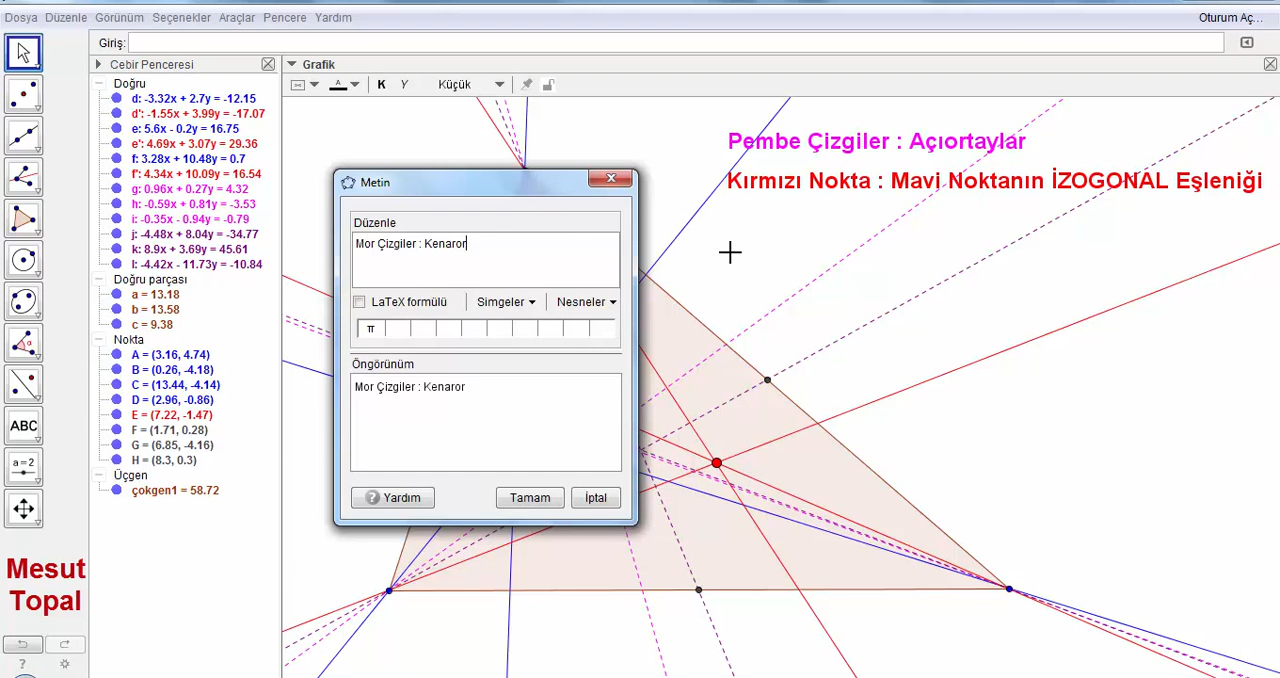 Dosya Düzenle Görünüm Seçenekler Araçlar Pencere Yardım Oturum Aç...
Giriş:
Cebir Penceresi
Grafik
K Y Küçük
Doğru
d: -3.32x + 2.7y = -12.15
d': -1.55x + 3.99y = -17.07
e: 5.6x - 0.2y = 16.75
e': 4.69x + 3.07y = 29.36
f: 3.28x + 10.48y = 0.7
f': 4.34x + 10.09y = 16.54
g: 0.96x + 0.27y = 4.32
h: -0.59x + 0.81y = -3.53
i: -0.35x - 0.94y = -0.79
j: -4.48x + 8.04y = -34.77
k: 8.9x + 3.69y = 45.61
l: -4.42x - 11.73y = -10.84
Doğru parçası
a = 13.18
b = 13.58
c = 9.38
Nokta
A = (3.16, 4.74)
B = (0.26, -4.18)
C = (13.44, -4.14)
D = (2.96, -0.86)
E = (7.22, -1.47)
F = (1.71, 0.28)
G = (6.85, -4.16)
H = (8.3, 0.3)
Üçgen
çokgen1 = 58.72
ABC
a=2
Mesut
Topal
?
Pembe Çizgiler : Açıortaylar
Kırmızı Nokta : Mavi Noktanın İZOGONAL Eşleniği
Metin
Düzenle
Mor Çizgiler : Kenaror
LaTeX formülü Simgeler Nesneler
π
Öngörünüm
Mor Çizgiler : Kenaror
? Yardım Tamam İptal